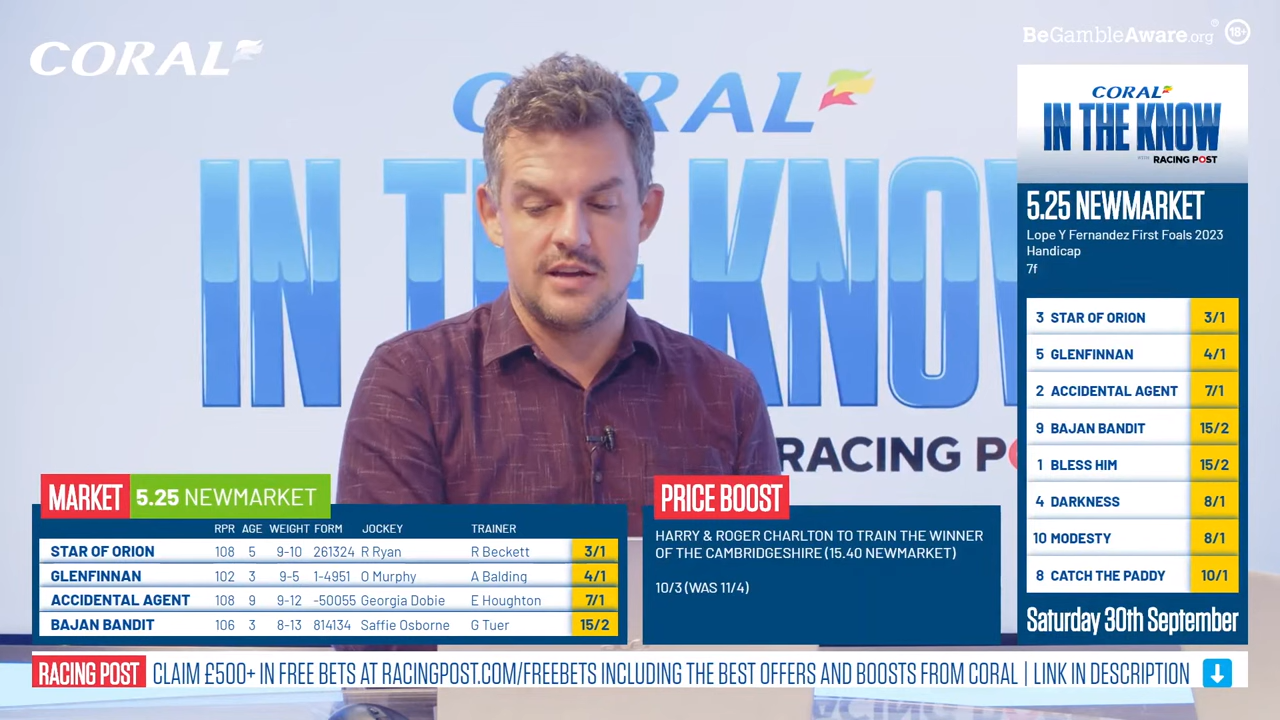 CORAL
BeGambleAware.org® 18+
CORAL
IN THE KNOW
RACING PO
CORAL
IN THE KNOW
WITH RACING POST
5.25 NEWMARKET
Lope Y Fernandez First Foals 2023
Handicap
7f
3 STAR OF ORION 3/1
5 GLENFINNAN 4/1
2 ACCIDENTAL AGENT 7/1
9 BAJAN BANDIT 15/2
1 BLESS HIM 15/2
4 DARKNESS 8/1
10 MODESTY 8/1
8 CATCH THE PADDY 10/1
Saturday 30th September
MARKET 5.25 NEWMARKET
RPR AGE WEIGHT FORM JOCKEY TRAINER
STAR OF ORION 108 5 9-10 261324 R Ryan R Beckett 3/1
GLENFINNAN 102 3 9-5 1-4951 O Murphy A Balding 4/1
ACCIDENTAL AGENT 108 9 9-12 -50055 Georgia Dobie E Houghton 7/1
BAJAN BANDIT 106 3 8-13 814134 Saffie Osborne G Tuer 15/2
PRICE BOOST
HARRY & ROGER CHARLTON TO TRAIN THE WINNER
OF THE CAMBRIDGESHIRE (15.40 NEWMARKET)
10/3 (WAS 11/4)
RACING POST CLAIM £500+ IN FREE BETS AT RACINGPOST.COM/FREEBETS INCLUDING THE BEST OFFERS AND BOOSTS FROM CORAL | LINK IN DESCRIPTION